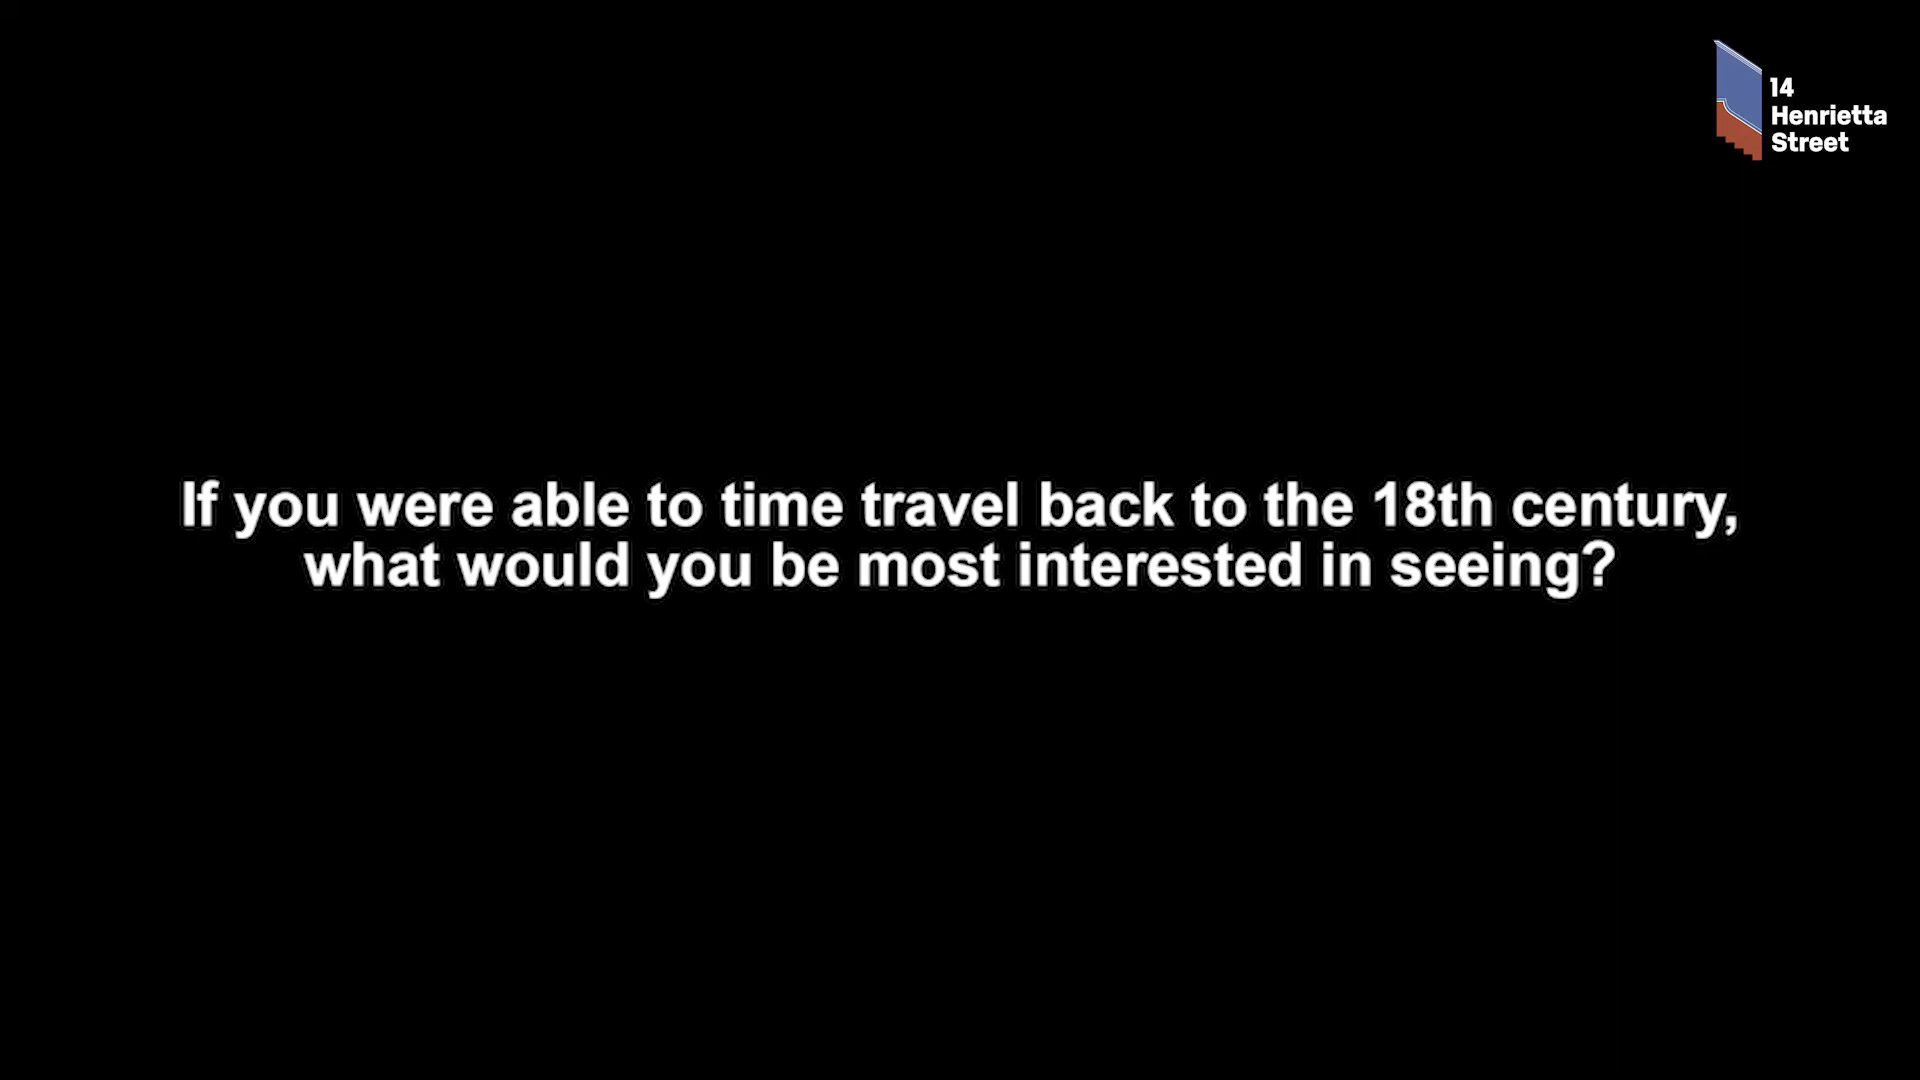 14
Henrietta
Street
If you were able to time travel back to the 18th century,
what would you be most interested in seeing?